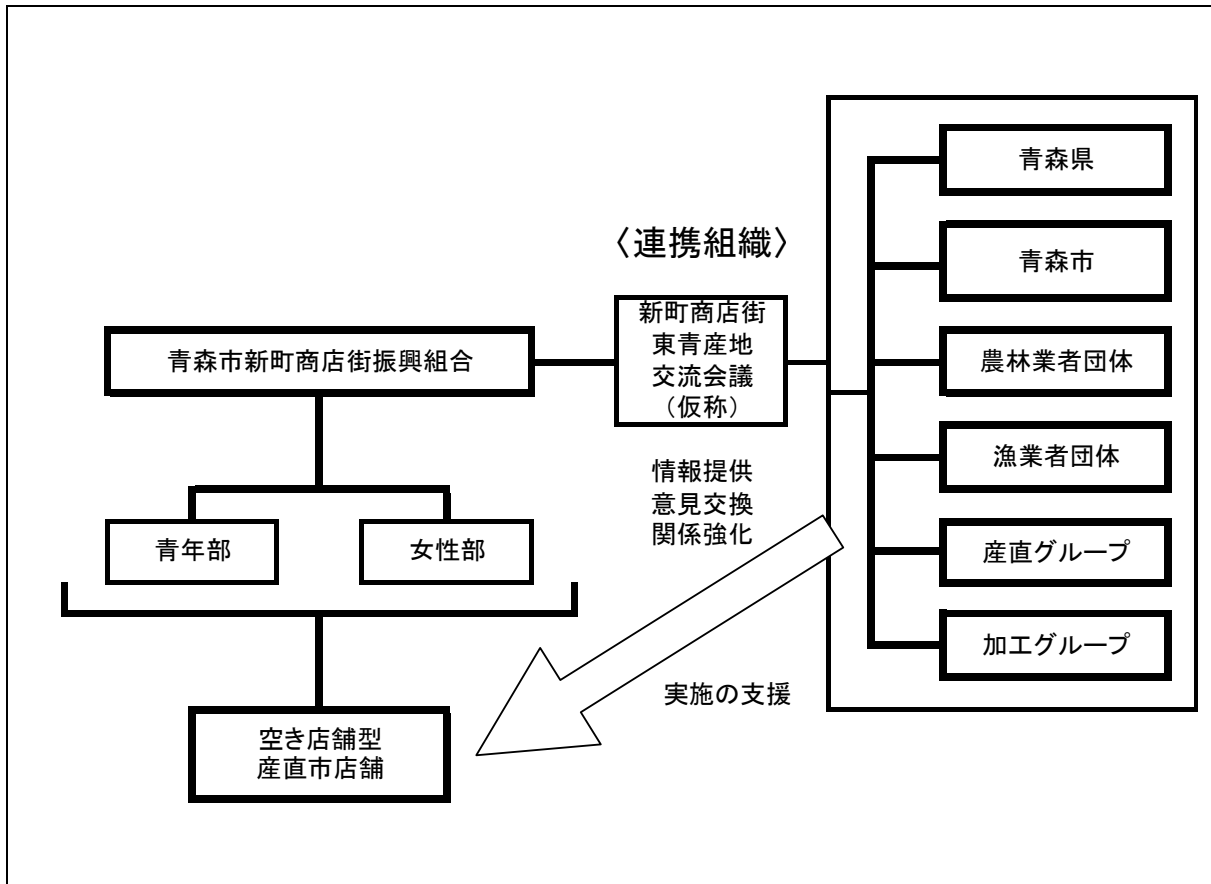 〈連携組織〉
新町商店街
東青産地
交流会議
（仮称）
青森市新町商店街振興組合
青年部
女性部
空き店舗型
産直市店舗
情報提供
意見交換
関係強化
実施の支援
青森県
青森市
農林業者団体
漁業者団体
産直グループ
加工グループ